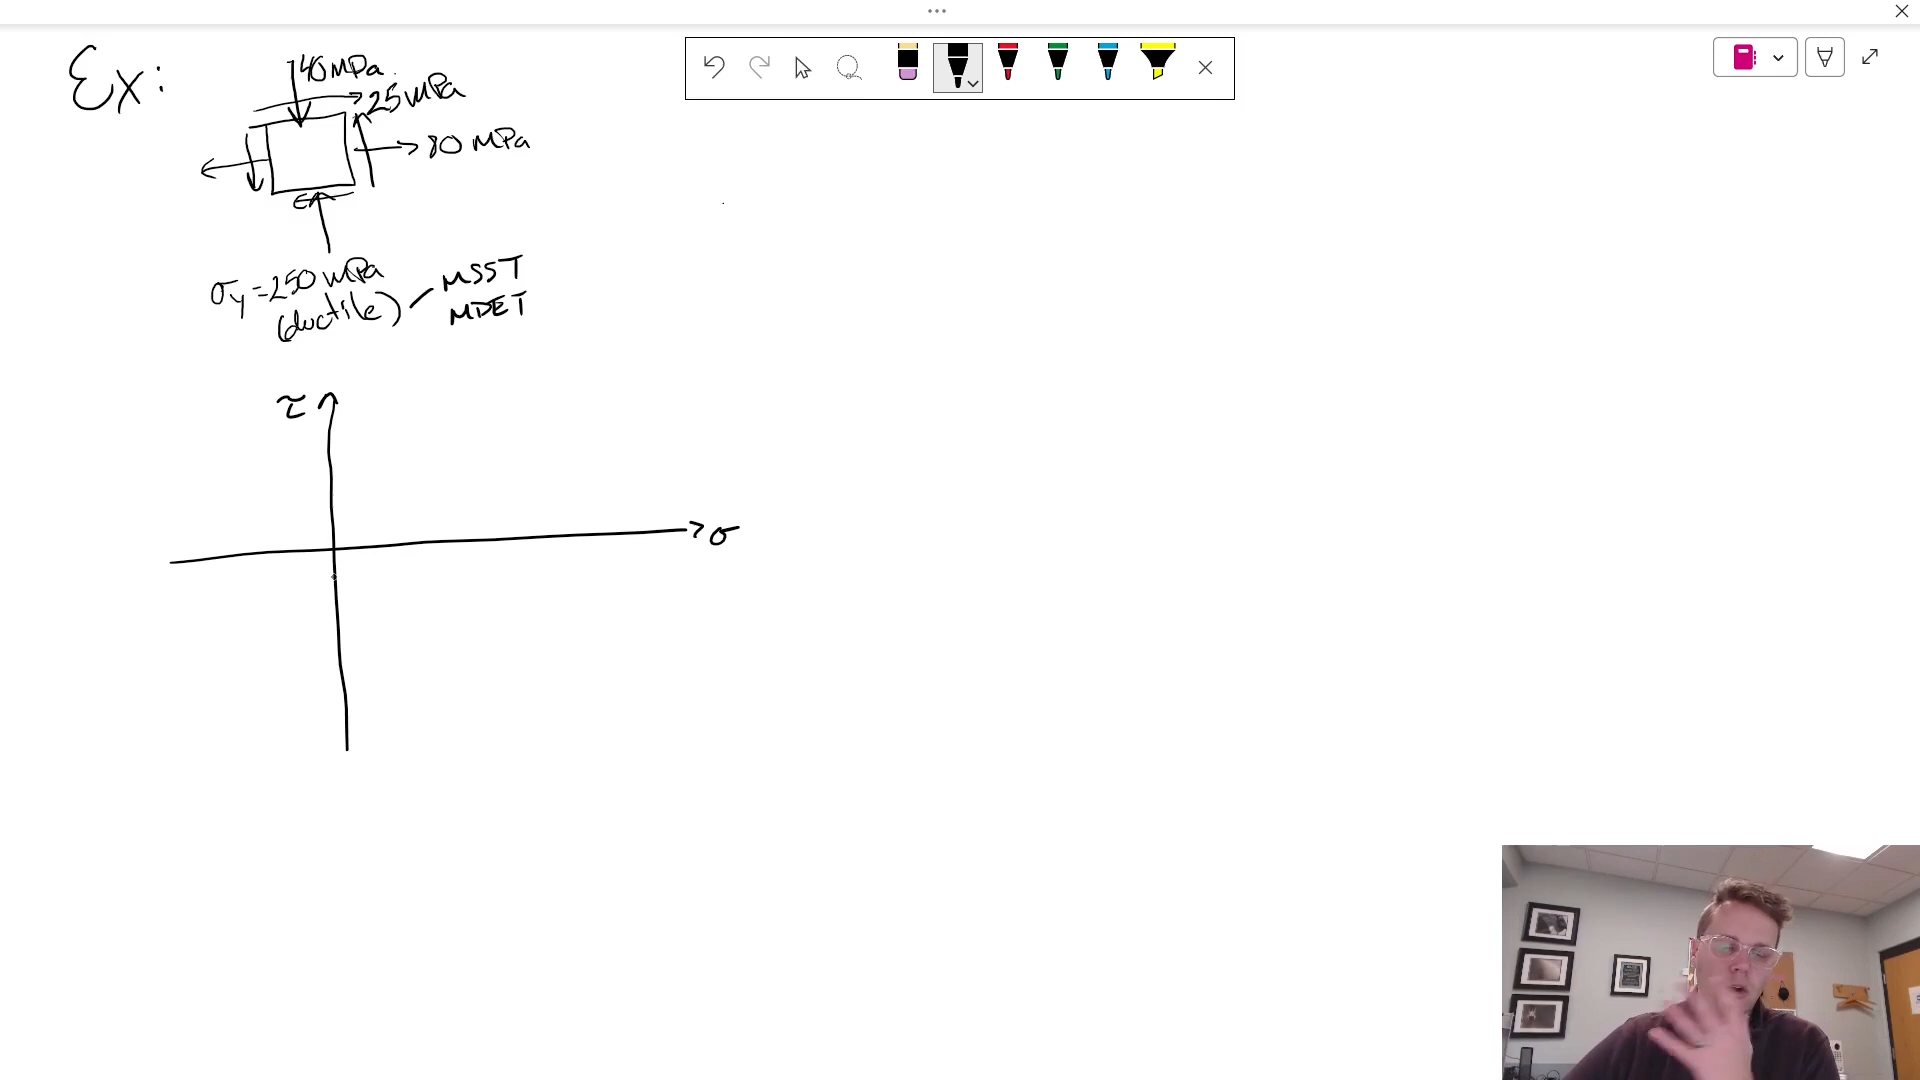 Ex:
40 MPa
25 MPa
80 MPa
σy = 250 MPa
(ductile)
MSST
MDET
τ
σ